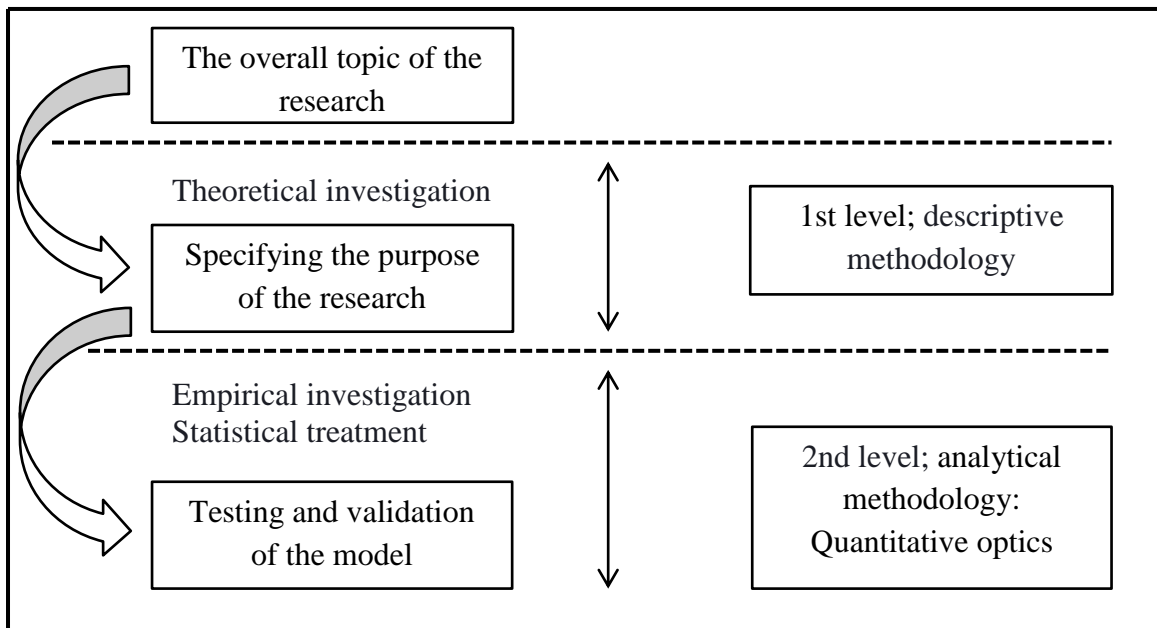 The overall topic of the
research
Theoretical investigation
Specifying the purpose
of the research
1st level; descriptive
methodology
Empirical investigation
Statistical treatment
Testing and validation
of the model
2nd level; analytical
methodology:
Quantitative optics